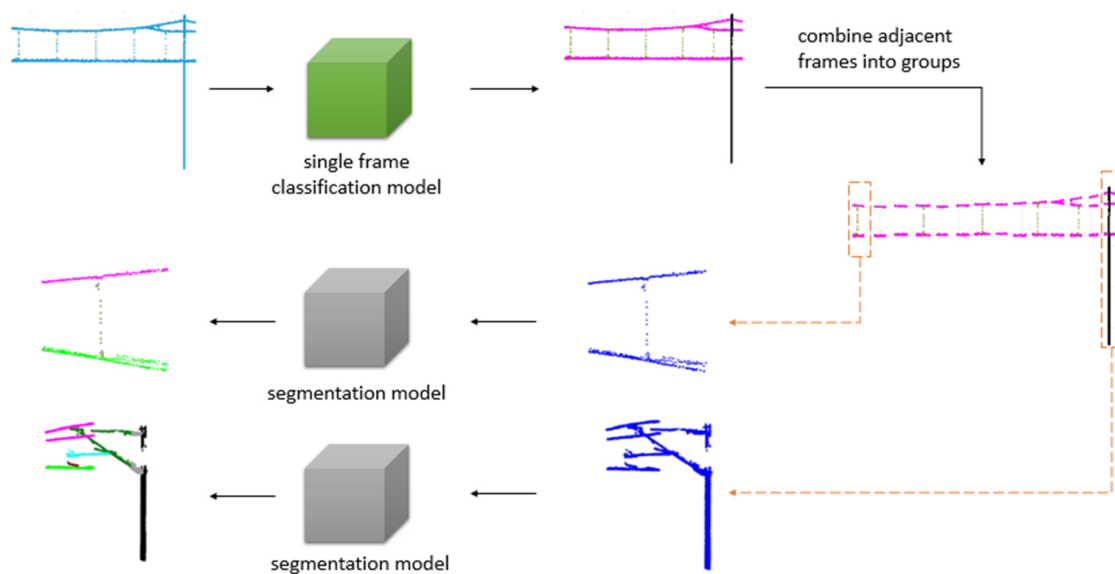 combine adjacent
frames into groups
single frame
classification model
segmentation model
segmentation model